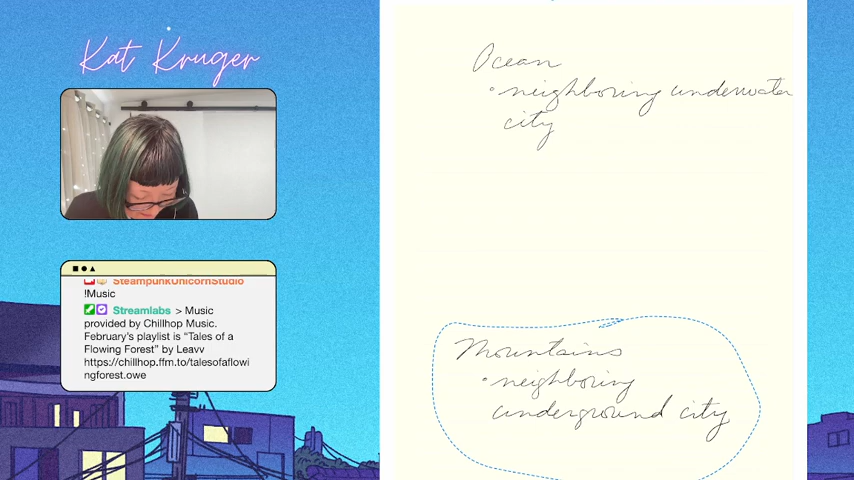 Kat Kruger
SteampunkUnicornStudio
!Music
Streamlabs > Music
provided by Chillhop Music.
February's playlist is "Tales of a
Flowing Forest" by Leavv
https://chillhop.ffm.to/talesofaflowi
ngforest.owe
Ocean
• neighboring underwater
city
Mountains
• neighboring
underground city